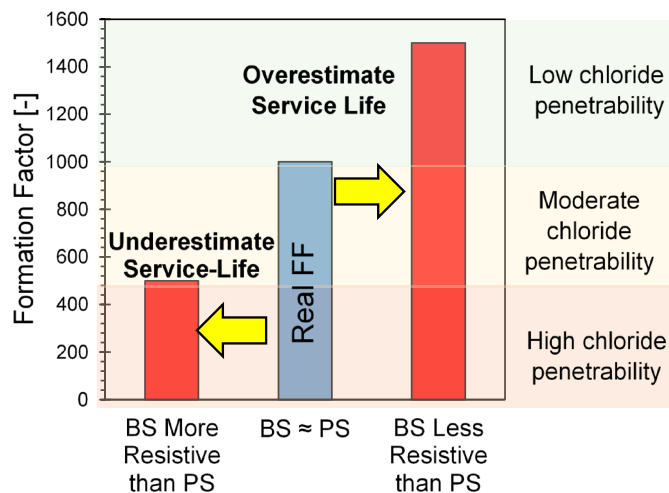 Formation Factor [-]
1600
1400
1200
1000
800
600
400
200
0
Overestimate
Service Life
Underestimate
Service-Life
Real FF
Low chloride
penetrability
Moderate
chloride
penetrability
High chloride
penetrability
BS More
Resistive
than PS
BS ≈ PS
BS Less
Resistive
than PS